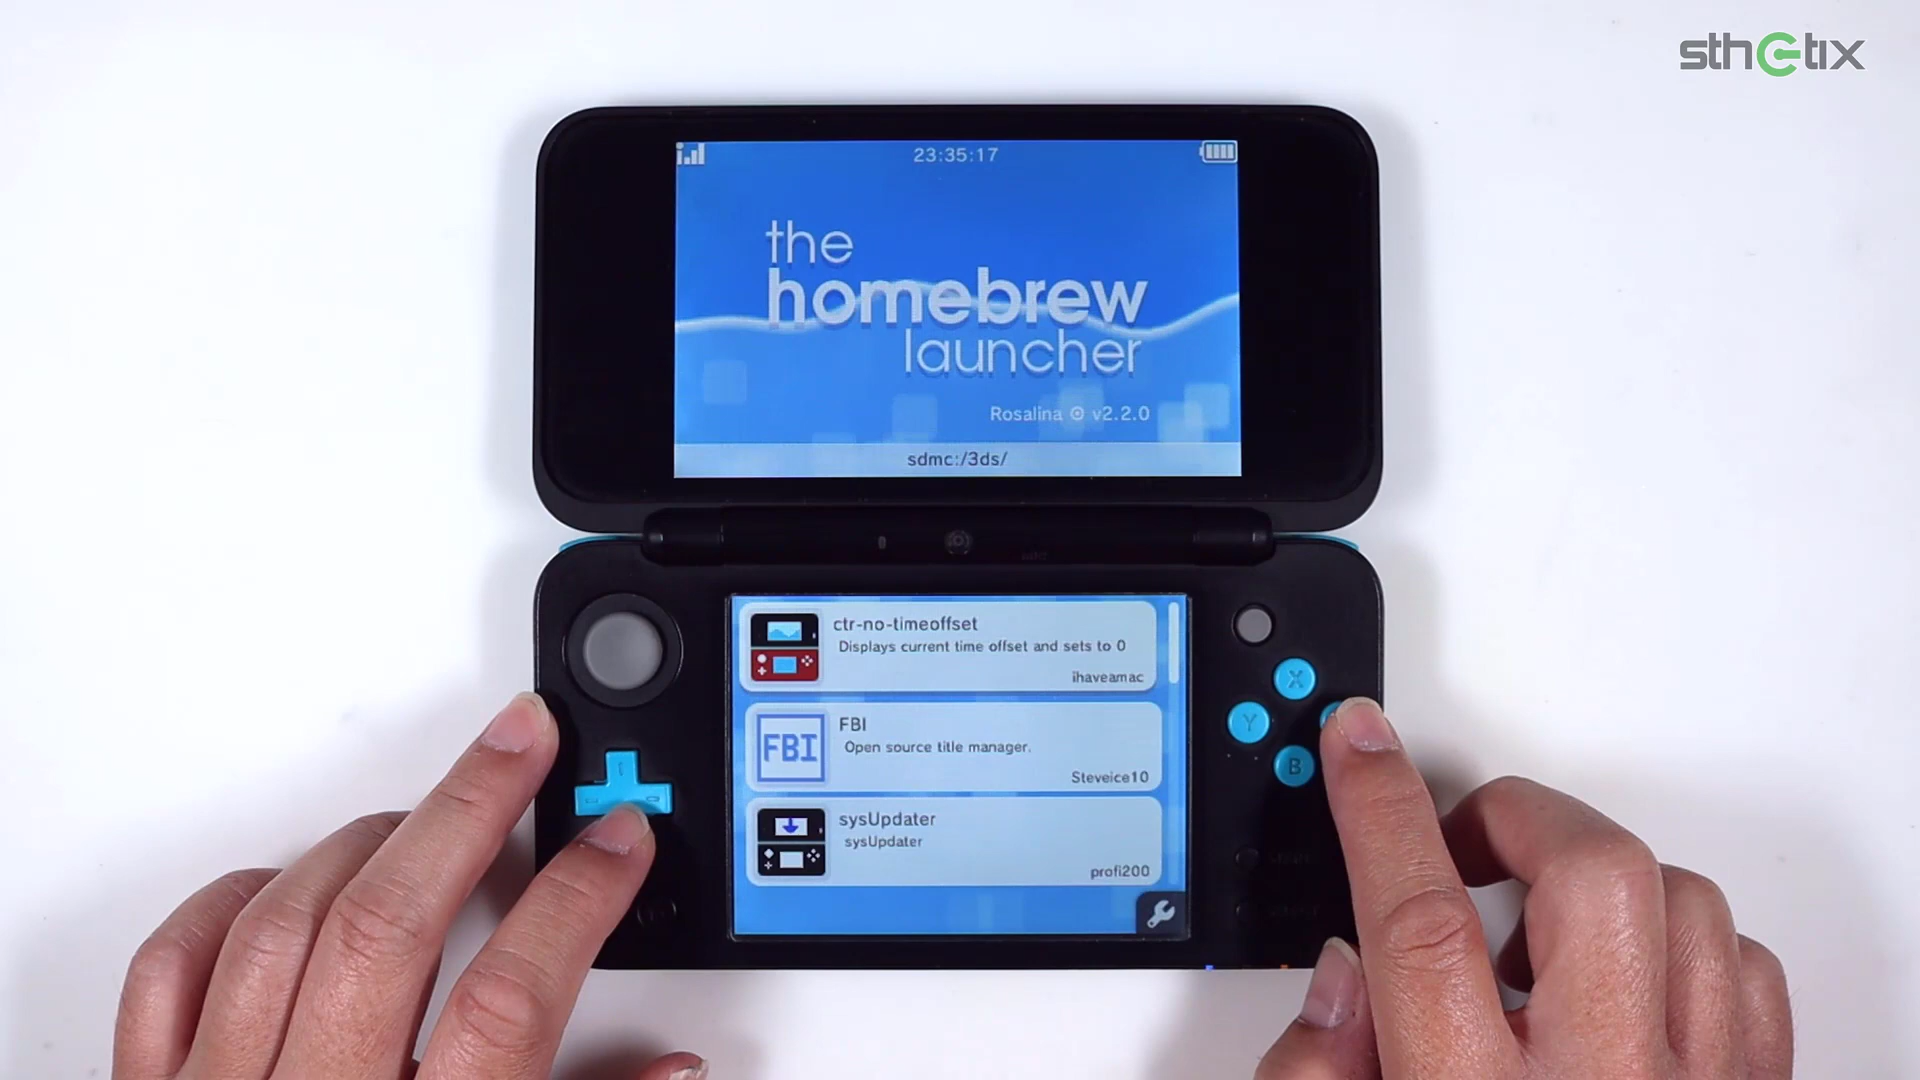 sthetix
23:35:17
the
homebrew
launcher
Rosalina ⊙ v2.2.0
sdmc:/3ds/
ctr-no-timeoffset
Displays current time offset and sets to 0
ihaveamac
FBI
FBI
Open source title manager.
Steveice10
sysUpdater
sysUpdater
profi200
X
Y
B